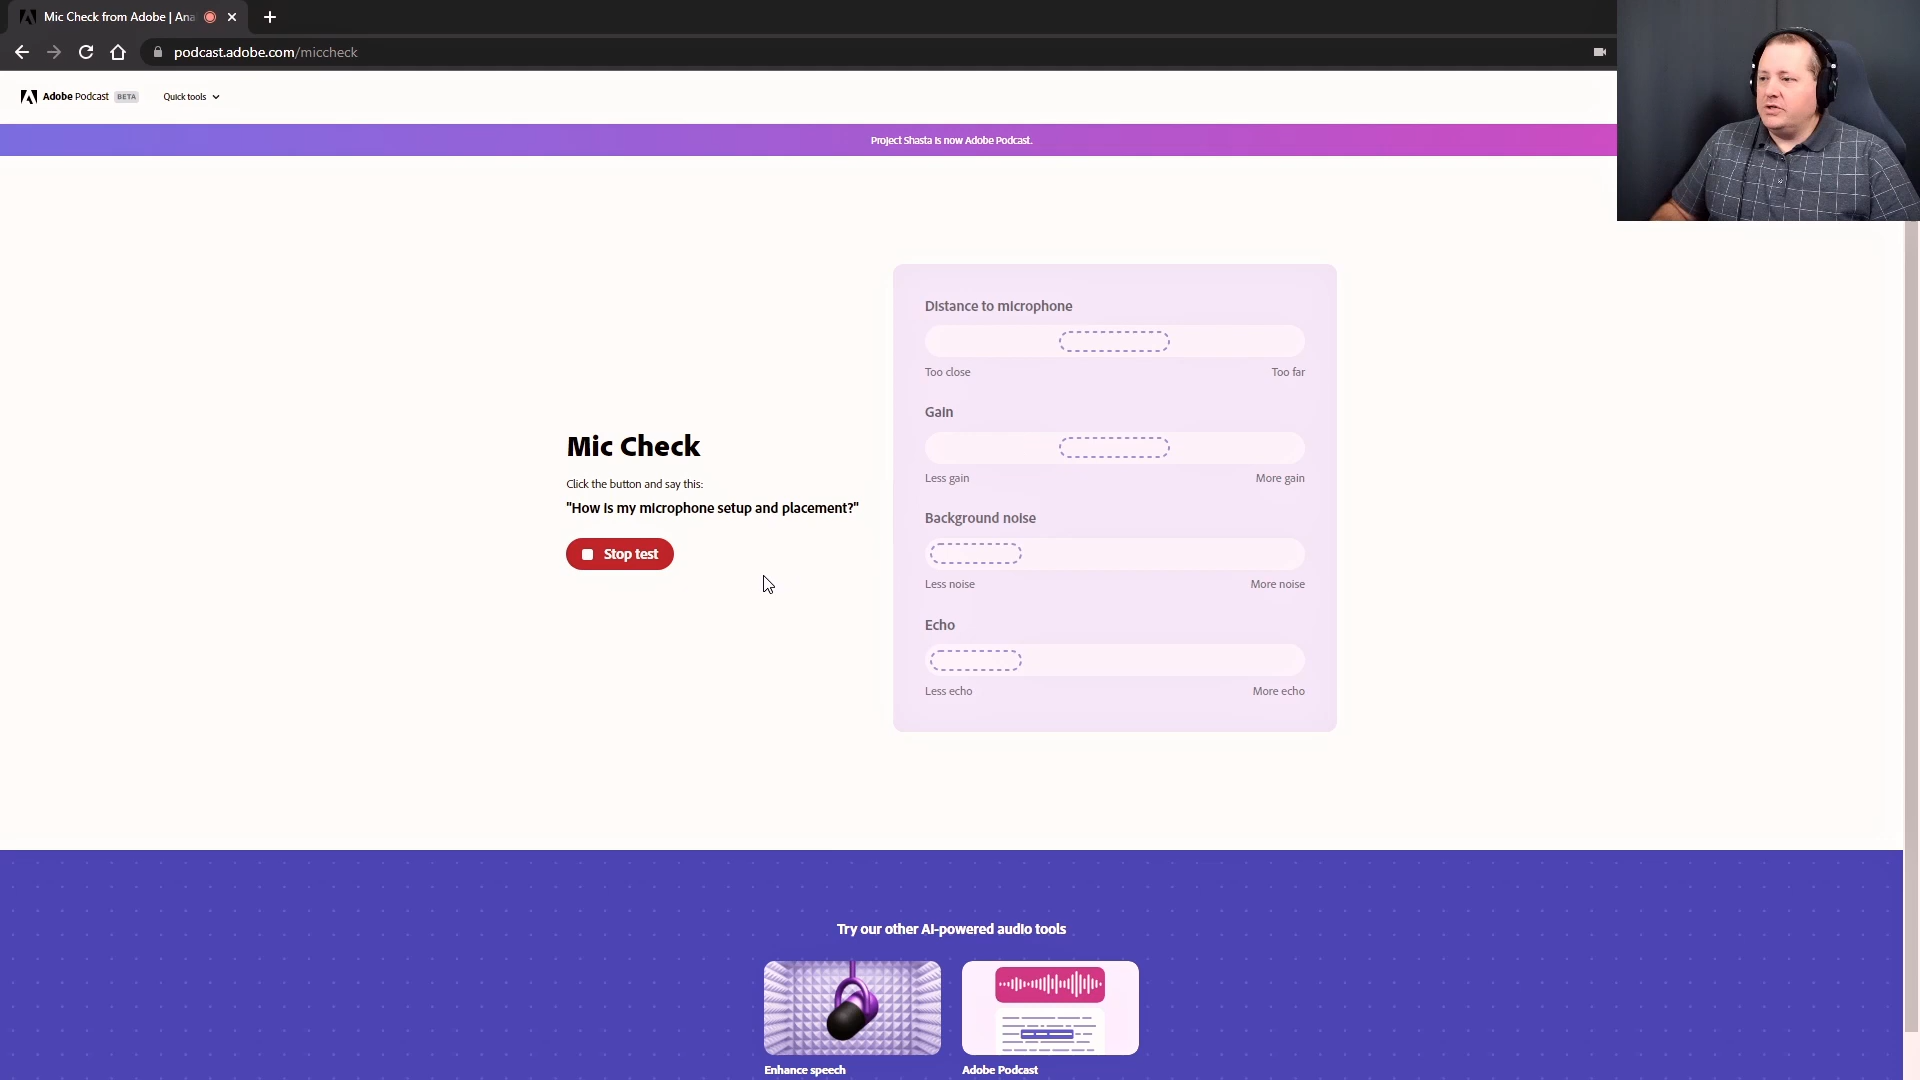 Mic Check from Adobe | Ana
podcast.adobe.com/miccheck
Adobe Podcast BETA Quick tools
Project Shasta is now Adobe Podcast.
Mic Check
Click the button and say this:
"How is my microphone setup and placement?"
Stop test
Distance to microphone
Too close Too far
Gain
Less gain More gain
Background noise
Less noise More noise
Echo
Less echo More echo
Try our other AI-powered audio tools
Enhance speech Adobe Podcast